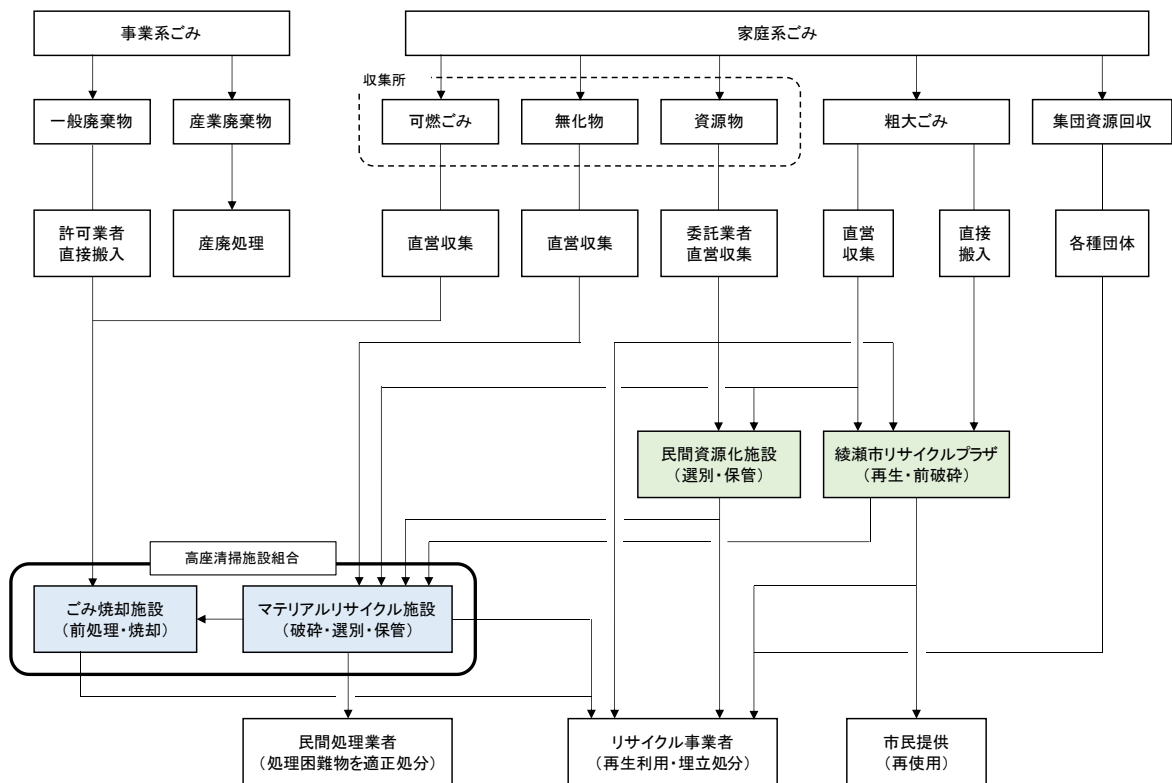 事業系ごみ
家庭系ごみ
収集所
一般廃棄物
産業廃棄物
可燃ごみ
無化物
資源物
粗大ごみ
集団資源回収
許可業者
直接搬入
産廃処理
直営収集
直営収集
委託業者
直営収集
直営
収集
直接
搬入
各種団体
民間資源化施設
（選別・保管）
綾瀬市リサイクルプラザ
（再生・前破砕）
高座清掃施設組合
ごみ焼却施設
（前処理・焼却）
マテリアルリサイクル施設
（破砕・選別・保管）
民間処理業者
（処理困難物を適正処分）
リサイクル事業者
（再生利用・埋立処分）
市民提供
（再使用）